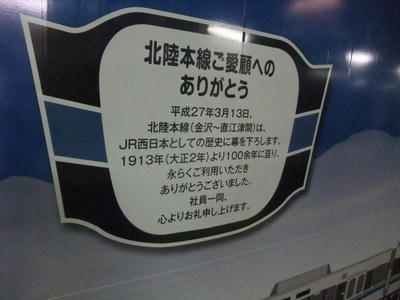 北陸本線ご愛顧への
ありがとう
平成27年3月13日、
北陸本線(金沢〜直江津間)は、
JR西日本としての歴史に幕を下ろします。
1913年(大正2年)より100余年に亘り、
永らくご利用いただき
ありがとうございました。
社員一同、
心よりお礼申し上げます。